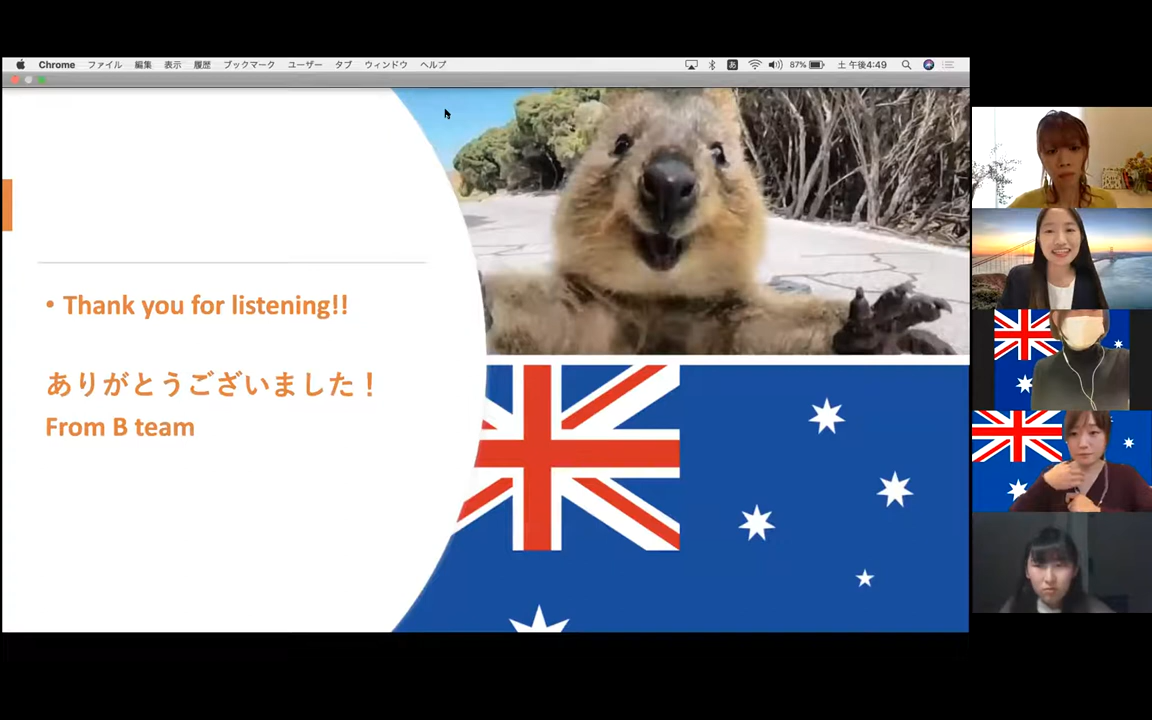 Chrome ファイル 編集 表示 履歴 ブックマーク ユーザー タブ ウィンドウ ヘルプ あ 87% 土 午後4:49
• Thank you for listening!!
ありがとうございました！
From B team